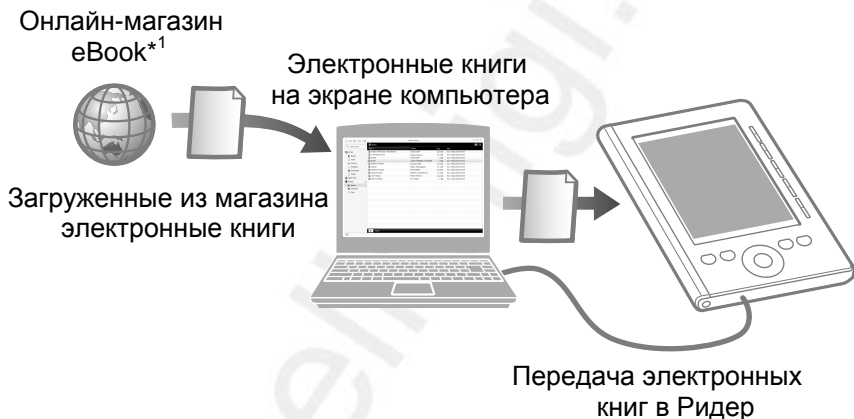 Онлайн-магазин
eBook*1
Электронные книги
на экране компьютера
Загруженные из магазина
электронные книги
Передача электронных
книг в Ридер